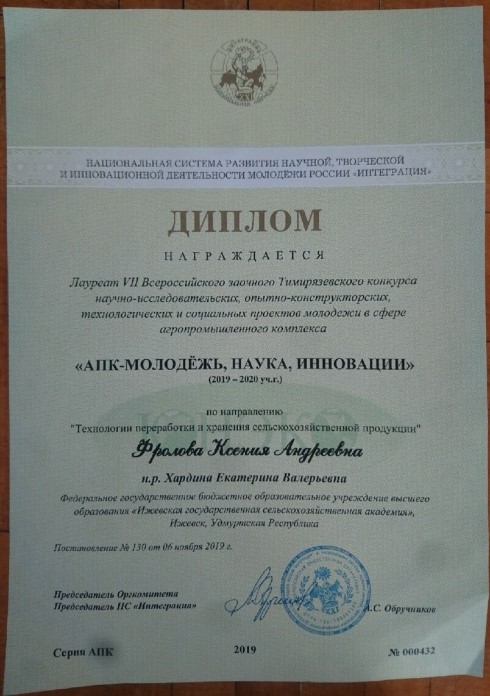 НАЦИОНАЛЬНАЯ СИСТЕМА РАЗВИТИЯ НАУЧНОЙ, ТВОРЧЕСКОЙ
И ИННОВАЦИОННОЙ ДЕЯТЕЛЬНОСТИ МОЛОДЁЖИ РОССИИ «ИНТЕГРАЦИЯ»
ДИПЛОМ
НАГРАЖДАЕТСЯ
Лауреат VII Всероссийского заочного Тимирязевского конкурса
научно-исследовательских, опытно-конструкторских,
технологических и социальных проектов молодежи в сфере
агропромышленного комплекса
«АПК-МОЛОДЁЖЬ, НАУКА, ИННОВАЦИИ»
(2019 – 2020 уч.г.)
по направлению
"Технологии переработки и хранения сельскохозяйственной продукции"
Фролова Ксения Андреевна
н.р. Хардина Екатерина Валерьевна
Федеральное государственное бюджетное образовательное учреждение высшего
образования «Ижевская государственная сельскохозяйственная академия»,
Ижевск, Удмуртская Республика
Постановление № 130 от 06 ноября 2019 г.
Председатель Оргкомитета
Председатель ЦС «Интеграция»
А.С. Обручников
Серия АПК
2019
№ 000432